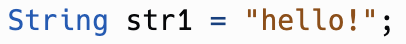 String str1 = "hello!";